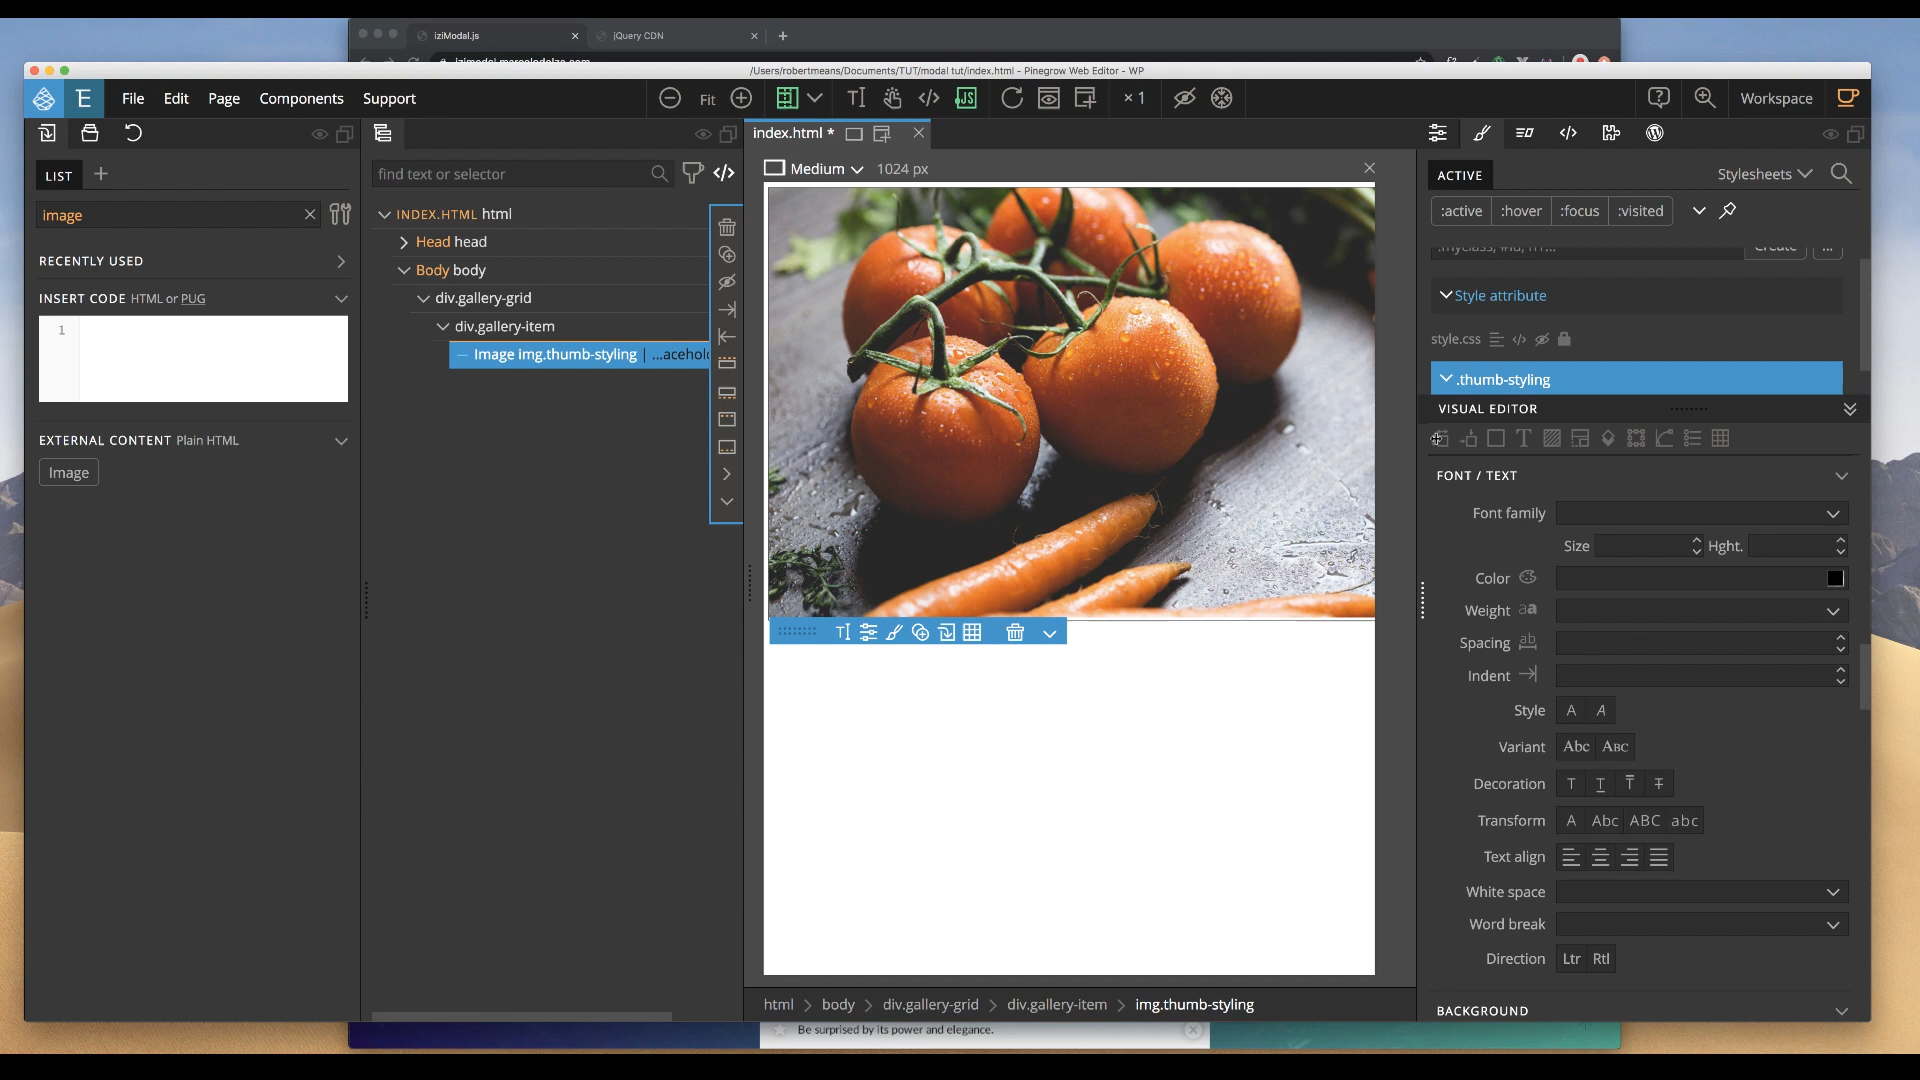 iziModal.js
jQuery CDN
/Users/robertmeans/Documents/TUT/modal tut/index.html - Pinegrow Web Editor - WP
E
File
Edit
Page
Components
Support
Fit
JS
× 1
Workspace
index.html *
LIST
find text or selector
Medium
1024 px
ACTIVE
Stylesheets
image
:active
:hover
:focus
:visited
INDEX.HTML html
Head head
Body body
div.gallery-grid
div.gallery-item
Image img.thumb-styling | ...acehol
RECENTLY USED
INSERT CODE HTML or PUG
1
EXTERNAL CONTENT Plain HTML
Image
Style attribute
style.css
.thumb-styling
VISUAL EDITOR
FONT / TEXT
Font family
Size
Hght.
Color
Weight
Spacing
Indent
Style
A
A
Variant
Abc
Abc
Decoration
T
T
T
T
Transform
A
Abc
ABC
abc
Text align
White space
Word break
Direction
Ltr
Rtl
BACKGROUND
html
body
div.gallery-grid
div.gallery-item
img.thumb-styling
Be surprised by its power and elegance.